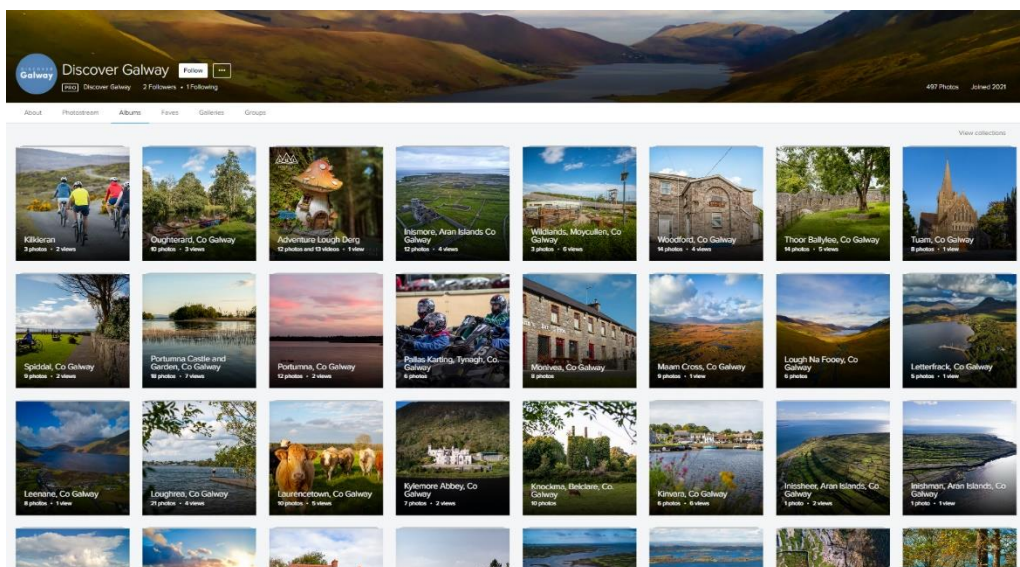 DISCOVER
Galway
Discover Galway
Follow
...
PRO Discover Galway 2 Followers • 1 Following
497 Photos Joined 2021
About Photostream Albums Faves Galleries Groups
View collections
Kilkieran
3 photos • 2 views
Oughterard, Co Galway
10 photos • 3 views
Adventure Lough Derg
12 photos and 13 videos • 1 view
Inismore, Aran Islands Co
Galway
12 photos • 4 views
Wildlands, Moycullen, Co
Galway
3 photos • 6 views
Woodford, Co Galway
14 photos • 4 views
Thoor Ballylee, Co Galway
14 photos • 5 views
Tuam, Co Galway
8 photos • 1 view
Spiddal, Co Galway
9 photos • 2 views
Portumna Castle and
Garden, Co Galway
18 photos • 7 views
Portumna, Co Galway
12 photos • 2 views
Pallas Karting, Tynagh, Co.
Galway
6 photos
Monivea, Co Galway
8 photos
Maam Cross, Co Galway
9 photos • 1 view
Lough Na Fooey, Co
Galway
6 photos
Letterfrack, Co Galway
5 photos • 1 view
Leenane, Co Galway
8 photos • 1 view
Loughrea, Co Galway
21 photos • 4 views
Laurencetown, Co Galway
10 photos • 5 views
Kylemore Abbey, Co
Galway
7 photos • 2 views
Knockma, Belclare, Co.
Galway
10 photos
Kinvara, Co Galway
6 photos • 6 views
Inissheer, Aran Islands, Co
Galway
1 photo • 2 views
Inishman, Aran Islands, Co
Galway
1 photo • 1 view